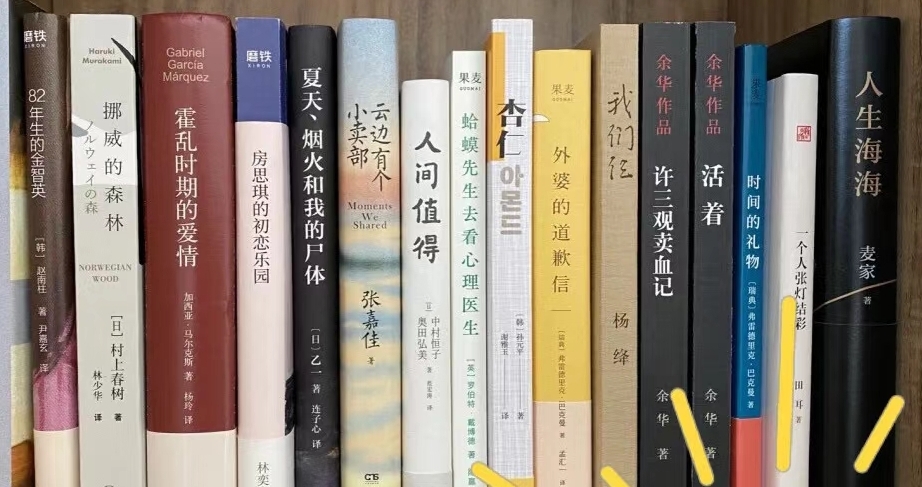 磨铁
XIRON
82年生的金智英
[韩] 赵南柱 著 尹嘉玄 译
Haruki
Murakami
挪威的森林
ノルウェイの森
NORWEGIAN
WOOD
[日] 村上春树 著
林少华 译
Gabriel
García
Márquez
霍乱时期的爱情
加西亚·马尔克斯 著 杨玲 译
磨铁
XIRON
房思琪的初恋乐园
林奕
夏天、烟火和我的尸体
[日] 乙一 著 连子心 译
云边有个
小卖部
Moments
We
Shared
张嘉佳 著
人间值得
[日] 中村恒子
奥田弘美 著
果麦
GUOMAI
蛤蟆先生去看心理医生
[英] 罗伯特·戴博德 著
杏仁
아몬드
[韩] 孙元平 著
谢雅玉 译
果麦
GUOMAI
外婆的道歉信
[瑞典] 弗雷德里克·巴克曼 著 孟汇一 译
我们仨
杨绛
余华作品
许三观卖血记
余华 著
余华作品
活着
余华 著
时间的礼物
[瑞典] 弗雷德里克·巴克曼 著
一个人张灯结彩
田耳 著
人生海海
麦家 著